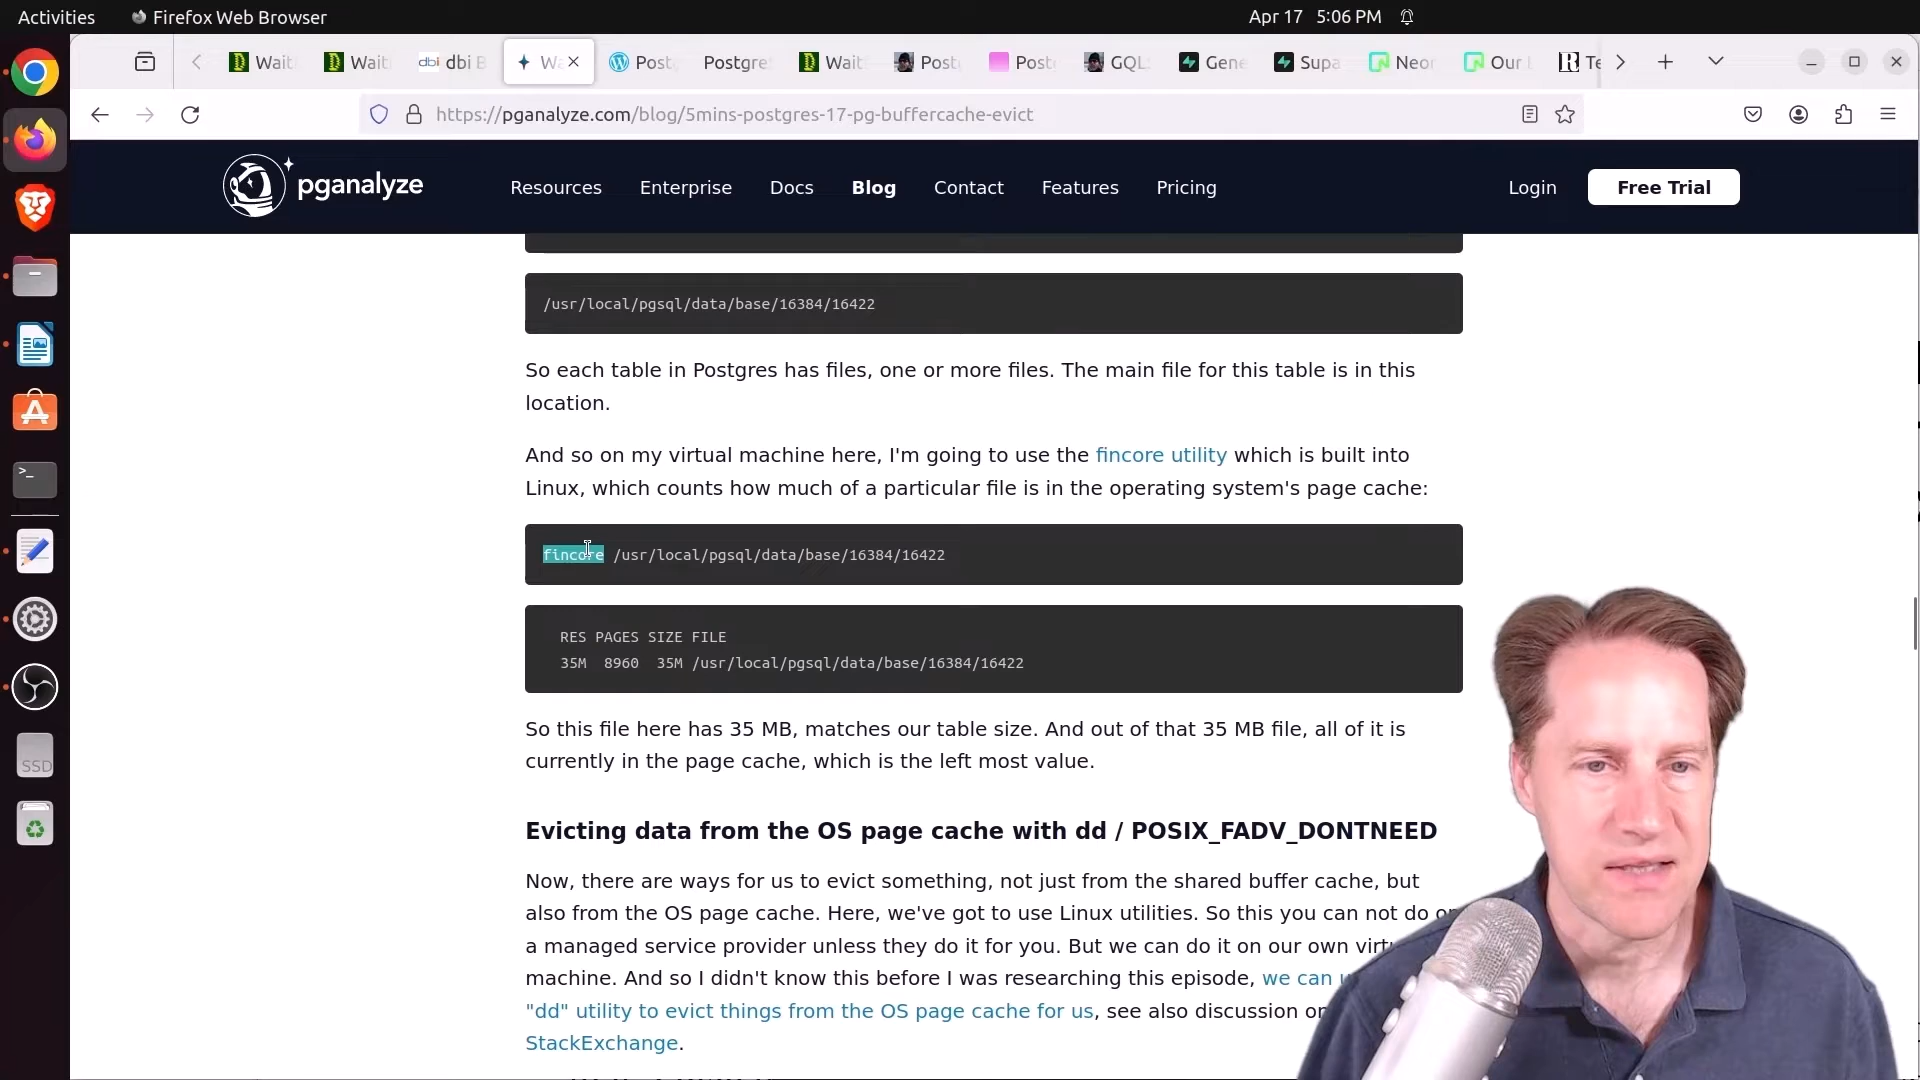 Activities
Firefox Web Browser
Apr 17 5:06 PM
Wait
Wait
dbi B
Wa
Post
Postgre
Wait
Post
Post
GQL
Gene
Supa
Neon
Our
Te
https://pganalyze.com/blog/5mins-postgres-17-pg-buffercache-evict
pganalyze
Resources
Enterprise
Docs
Blog
Contact
Features
Pricing
Login
Free Trial
/usr/local/pgsql/data/base/16384/16422
So each table in Postgres has files, one or more files. The main file for this table is in this
location.
And so on my virtual machine here, I'm going to use the fincore utility which is built into
Linux, which counts how much of a particular file is in the operating system's page cache:
fincore /usr/local/pgsql/data/base/16384/16422
RES PAGES SIZE FILE
35M 8960 35M /usr/local/pgsql/data/base/16384/16422
So this file here has 35 MB, matches our table size. And out of that 35 MB file, all of it is
currently in the page cache, which is the left most value.
Evicting data from the OS page cache with dd / POSIX_FADV_DONTNEED
Now, there are ways for us to evict something, not just from the shared buffer cache, but
also from the OS page cache. Here, we've got to use Linux utilities. So this you can not do
a managed service provider unless they do it for you. But we can do it on our own
machine. And so I didn't know this before I was researching this episode, we can
"dd" utility to evict things from the OS page cache for us, see also discussion
StackExchange.
SSD